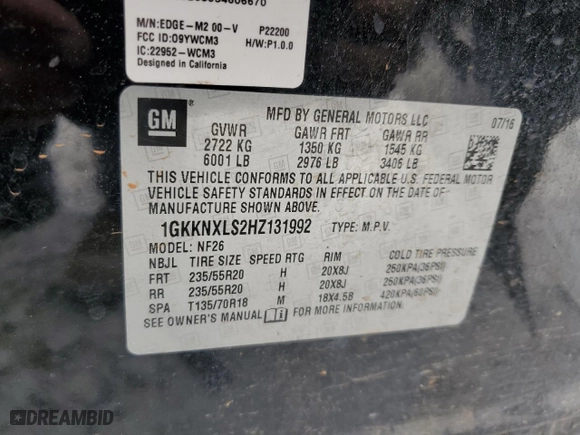 M/N:EDGE-M2 00-V P22200
FCC ID:O9YWCM3 H/W:P1.0.0
IC:22952-WCM3
Designed in California
GM
MFD BY GENERAL MOTORS LLC 07/16
GVWR GAWR FRT GAWR RR
2722 KG 1350 KG 1545 KG
6001 LB 2976 LB 3406 LB
THIS VEHICLE CONFORMS TO ALL APPLICABLE U.S. FEDERAL MOTOR
VEHICLE SAFETY STANDARDS IN EFFECT ON THE DATE OF
MANUFACTURE SHOWN ABOVE.
1GKKNXLS2HZ131992 TYPE: M.P.V.
MODEL: NF26
NBJL TIRE SIZE SPEED RTG RIM COLD TIRE PRESSURE
FRT 235/55R20 H 20X8J 250KPA(36PSI)
RR 235/55R20 H 20X8J 250KPA(36PSI)
SPA T135/70R18 M 18X4.5B 420KPA(60PSI)
SEE OWNER'S MANUAL FOR MORE INFORMATION.
DREAMBID